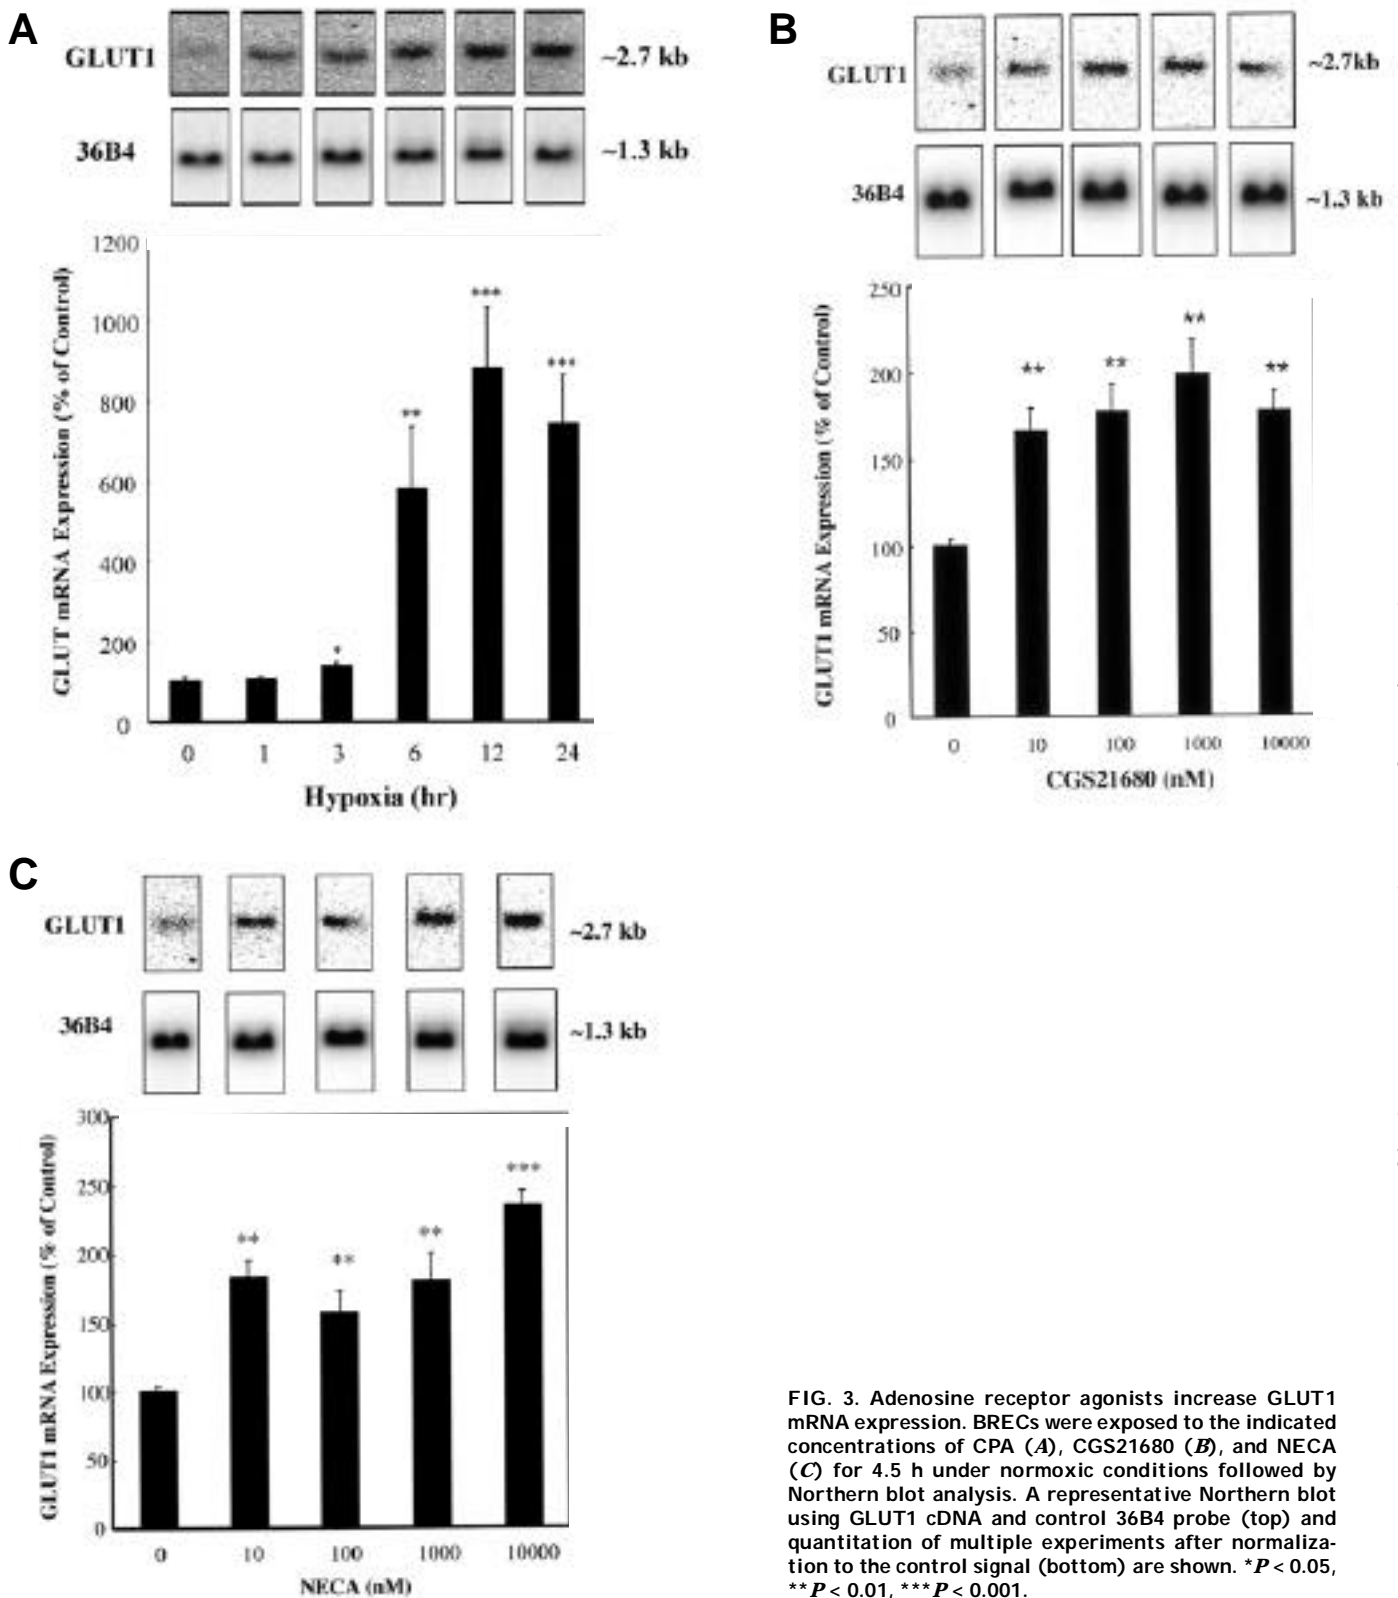 A
GLUT1
~2.7 kb
36B4
~1.3 kb
GLUT mRNA Expression (% of Control)
1200
1000
800
600
400
200
0
*
**
***
***
0 1 3 6 12 24
Hypoxia (hr)
B
GLUT1
~2.7kb
36B4
~1.3 kb
GLUT1 mRNA Expression (% of Control)
250
200
150
100
50
0
**
**
**
**
0 10 100 1000 10000
CGS21680 (nM)
C
GLUT1
~2.7 kb
36B4
~1.3 kb
GLUT1 mRNA Expression (% of Control)
300
250
200
150
100
50
0
**
**
**
***
0 10 100 1000 10000
NECA (nM)
FIG. 3. Adenosine receptor agonists increase GLUT1
mRNA expression. BRECs were exposed to the indicated
concentrations of CPA (A), CGS21680 (B), and NECA
(C) for 4.5 h under normoxic conditions followed by
Northern blot analysis. A representative Northern blot
using GLUT1 cDNA and control 36B4 probe (top) and
quantitation of multiple experiments after normaliza-
tion to the control signal (bottom) are shown. *P < 0.05,
**P < 0.01, ***P < 0.001.